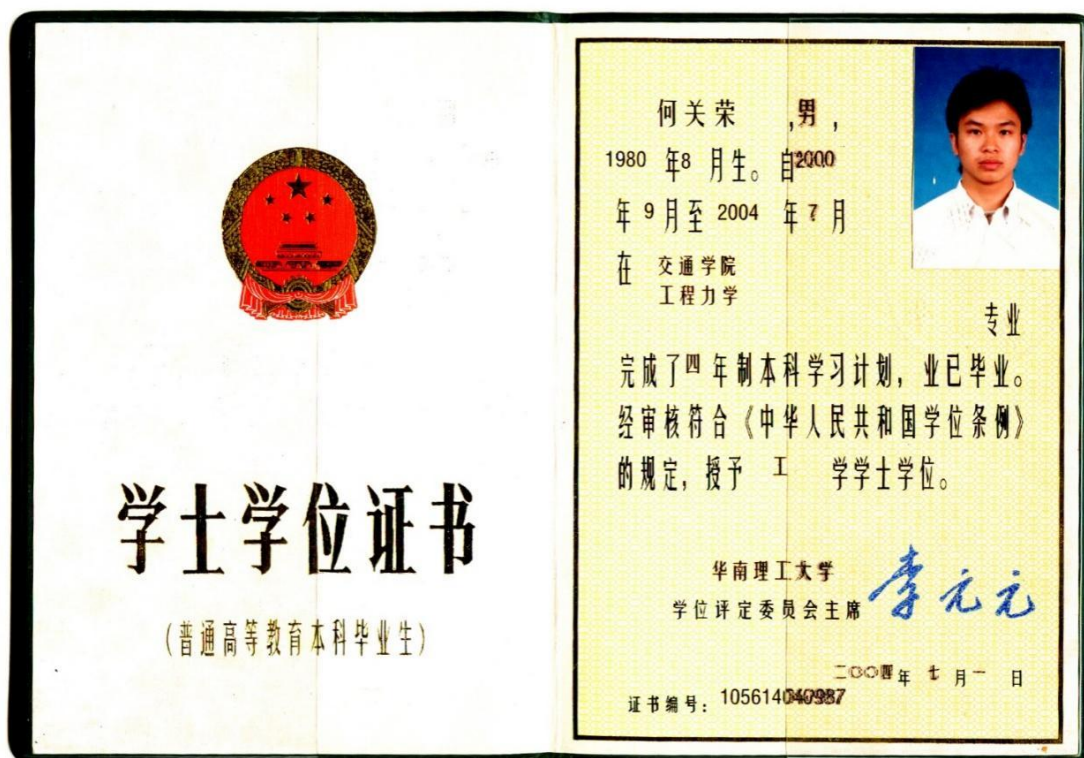 学士学位证书
(普通高等教育本科毕业生)
何关荣 ,男,
1980 年8 月生。自2000
年 9 月至 2004 年 7 月
在 交通学院
工程力学
专业
完成了四年制本科学习计划, 业已毕业。
经审核符合《中华人民共和国学位条例》
的规定, 授予 工 学学士学位。
华南理工大学
学位评定委员会主席 李元元
二〇〇四年 七 月 一 日
证书编号: 105614040987